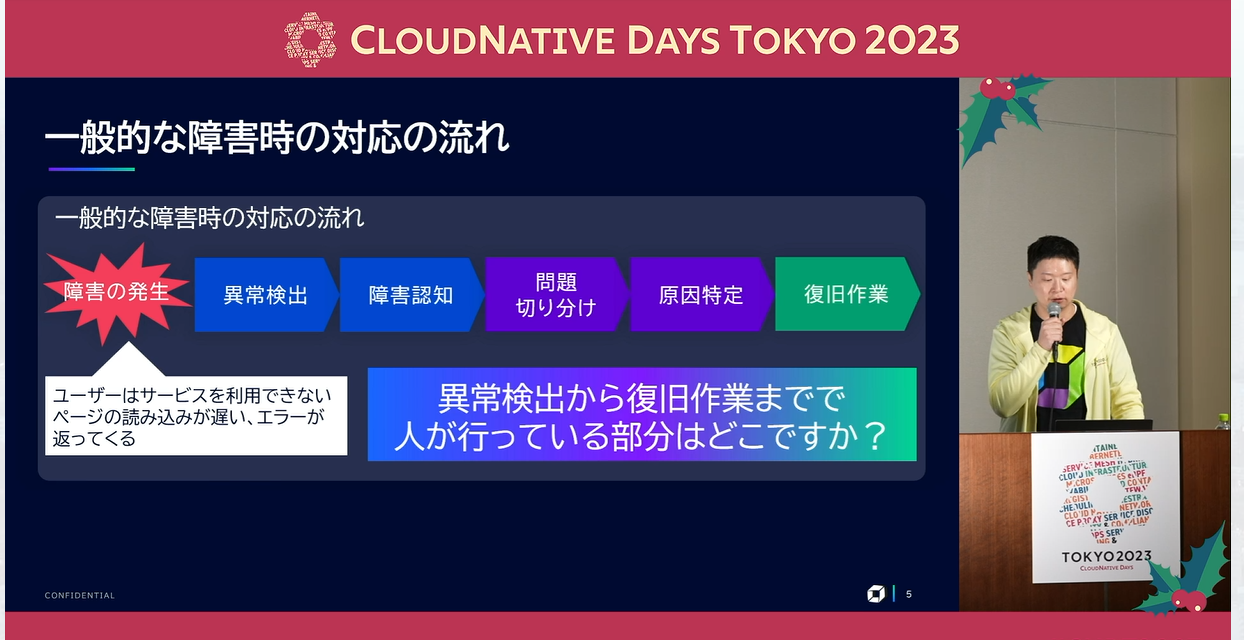 CLOUDNATIVE DAYS TOKYO 2023
一般的な障害時の対応の流れ
一般的な障害時の対応の流れ
障害の発生
異常検出
障害認知
問題
切り分け
原因特定
復旧作業
ユーザーはサービスを利用できない
ページの読み込みが遅い、エラーが
返ってくる
異常検出から復旧作業までで
人が行っている部分はどこですか？
CONFIDENTIAL
5
TOKYO2023
CLOUDNATIVE DAYS